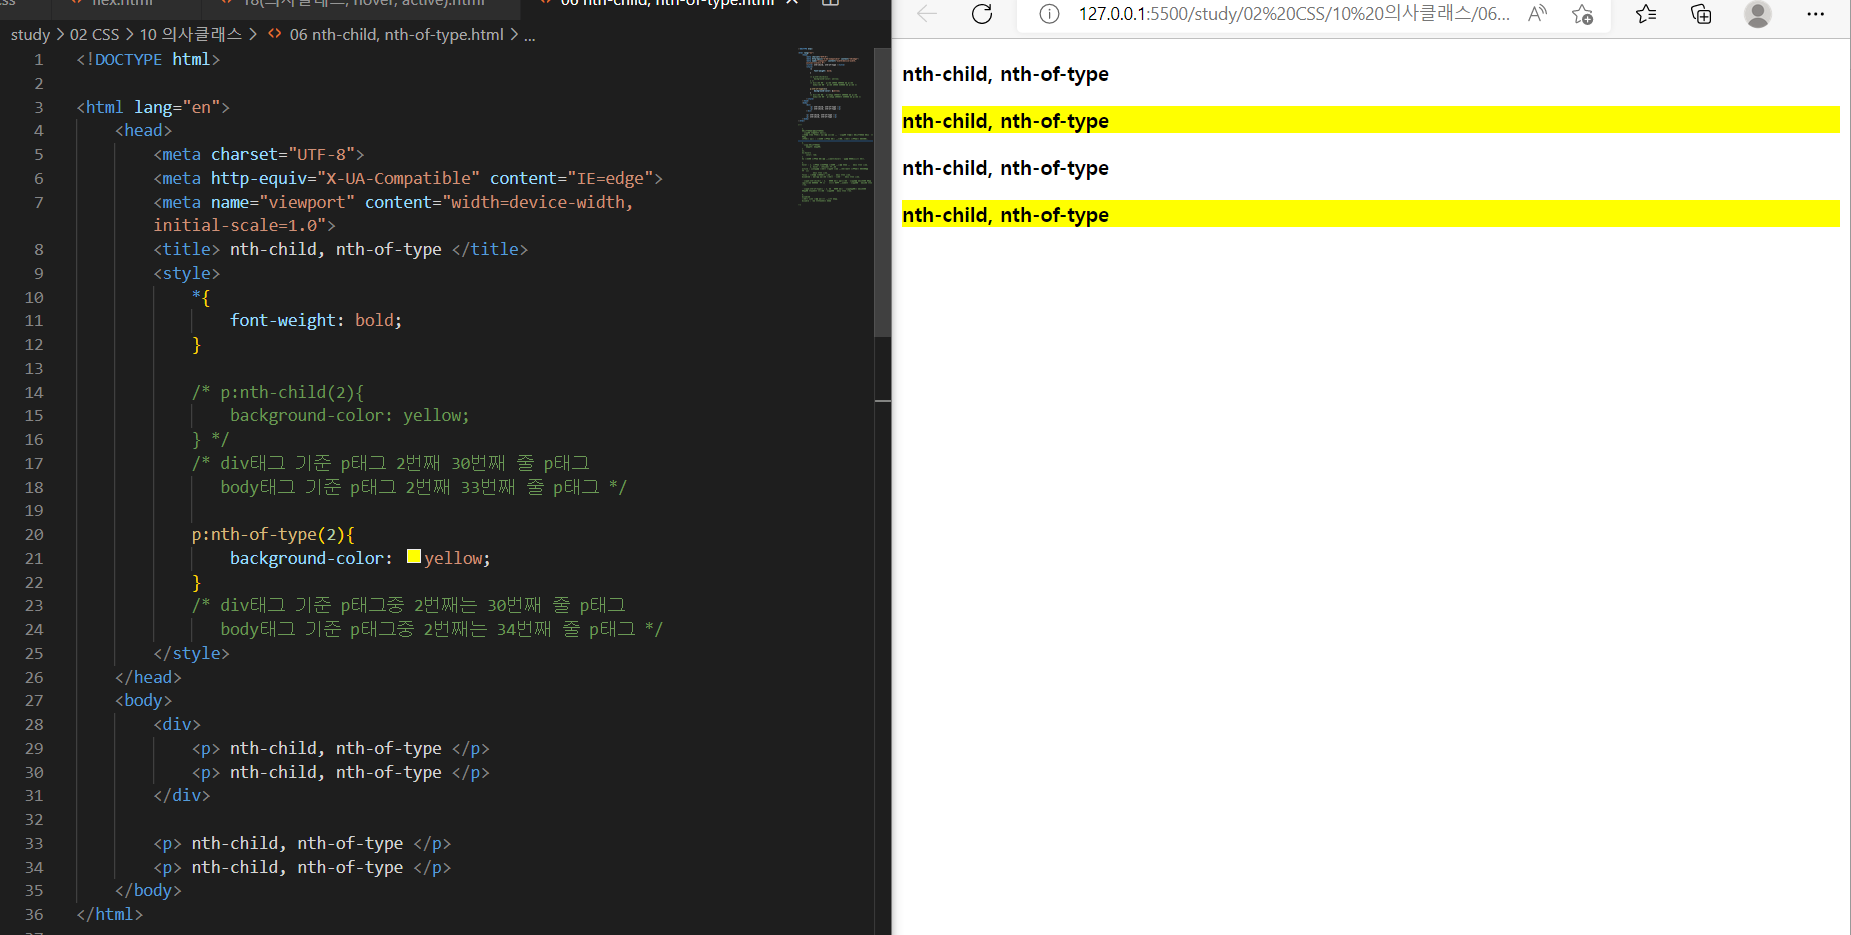 flex.html
18(의사클래스, hover, active).html
06 nth-child, nth-of-type.html
study > 02 CSS > 10 의사클래스 > <> 06 nth-child, nth-of-type.html > ...
1 <!DOCTYPE html>
2
3 <html lang="en">
4 <head>
5 <meta charset="UTF-8">
6 <meta http-equiv="X-UA-Compatible" content="IE=edge">
7 <meta name="viewport" content="width=device-width,
initial-scale=1.0">
8 <title> nth-child, nth-of-type </title>
9 <style>
10 *{
11 font-weight: bold;
12 }
13
14 /* p:nth-child(2){
15 background-color: yellow;
16 } */
17 /* div태그 기준 p태그 2번째 30번째 줄 p태그
18 body태그 기준 p태그 2번째 33번째 줄 p태그 */
19
20 p:nth-of-type(2){
21 background-color: yellow;
22 }
23 /* div태그 기준 p태그중 2번째는 30번째 줄 p태그
24 body태그 기준 p태그중 2번째는 34번째 줄 p태그 */
25 </style>
26 </head>
27 <body>
28 <div>
29 <p> nth-child, nth-of-type </p>
30 <p> nth-child, nth-of-type </p>
31 </div>
32
33 <p> nth-child, nth-of-type </p>
34 <p> nth-child, nth-of-type </p>
35 </body>
36 </html>
127.0.0.1:5500/study/02%20CSS/10%20의사클래스/06...
nth-child, nth-of-type
nth-child, nth-of-type
nth-child, nth-of-type
nth-child, nth-of-type